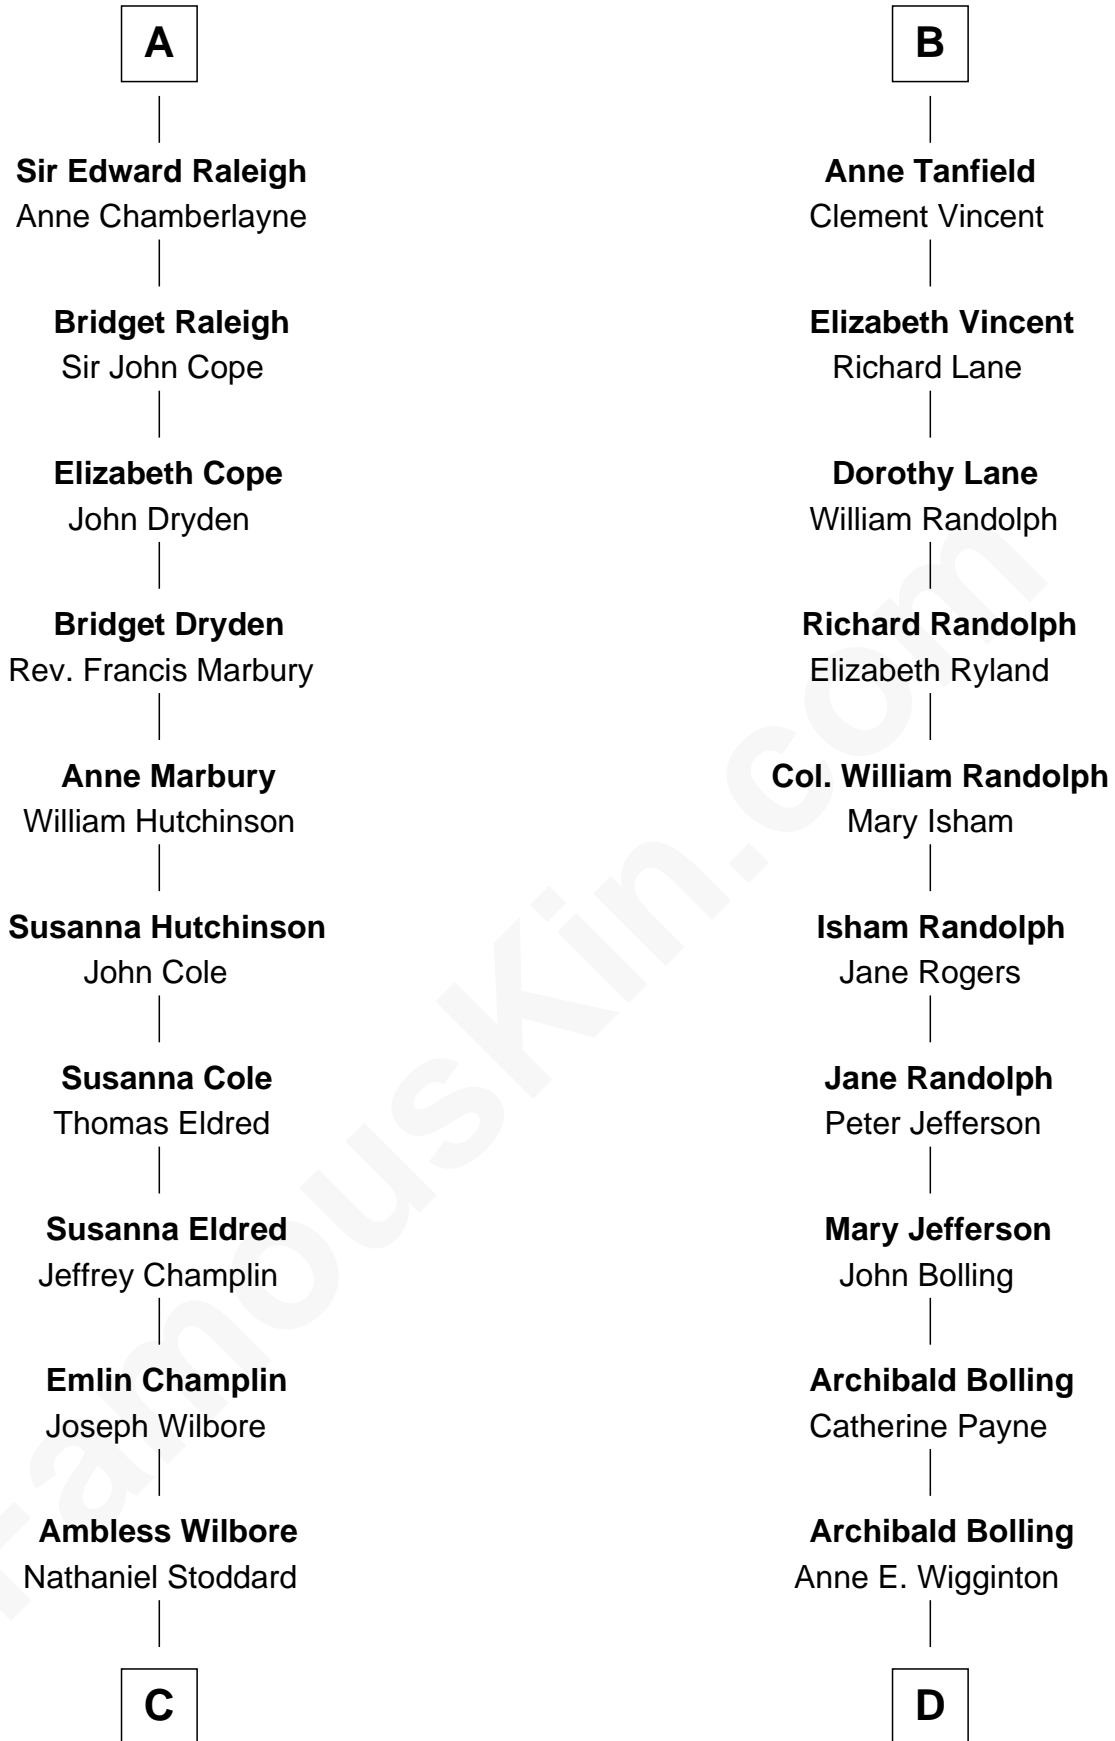 A
Sir Edward Raleigh
Anne Chamberlayne
Bridget Raleigh
Sir John Cope
Elizabeth Cope
John Dryden
Bridget Dryden
Rev. Francis Marbury
Anne Marbury
William Hutchinson
Susanna Hutchinson
John Cole
Susanna Cole
Thomas Eldred
Susanna Eldred
Jeffrey Champlin
Emlin Champlin
Joseph Wilbore
Ambless Wilbore
Nathaniel Stoddard
C
B
Anne Tanfield
Clement Vincent
Elizabeth Vincent
Richard Lane
Dorothy Lane
William Randolph
Richard Randolph
Elizabeth Ryland
Col. William Randolph
Mary Isham
Isham Randolph
Jane Rogers
Jane Randolph
Peter Jefferson
Mary Jefferson
John Bolling
Archibald Bolling
Catherine Payne
Archibald Bolling
Anne E. Wigginton
D
FamousKin.com